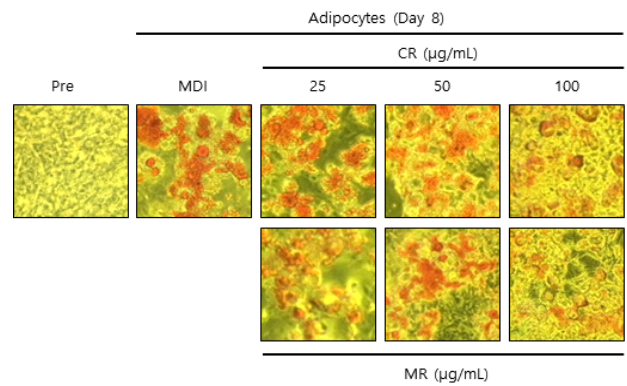 Adipocytes (Day 8)
CR (μg/mL)
Pre MDI 25 50 100
MR (μg/mL)